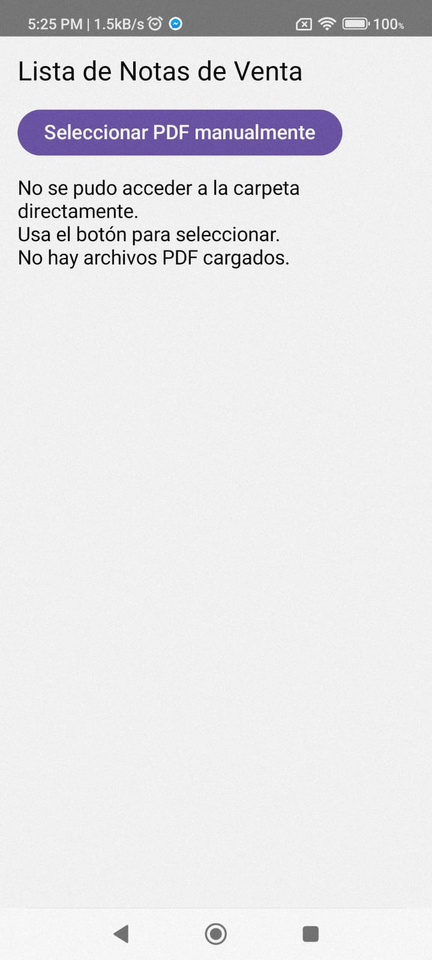 5:25 PM | 1.5kB/s
100%
Lista de Notas de Venta
Seleccionar PDF manualmente
No se pudo acceder a la carpeta
directamente.
Usa el botón para seleccionar.
No hay archivos PDF cargados.